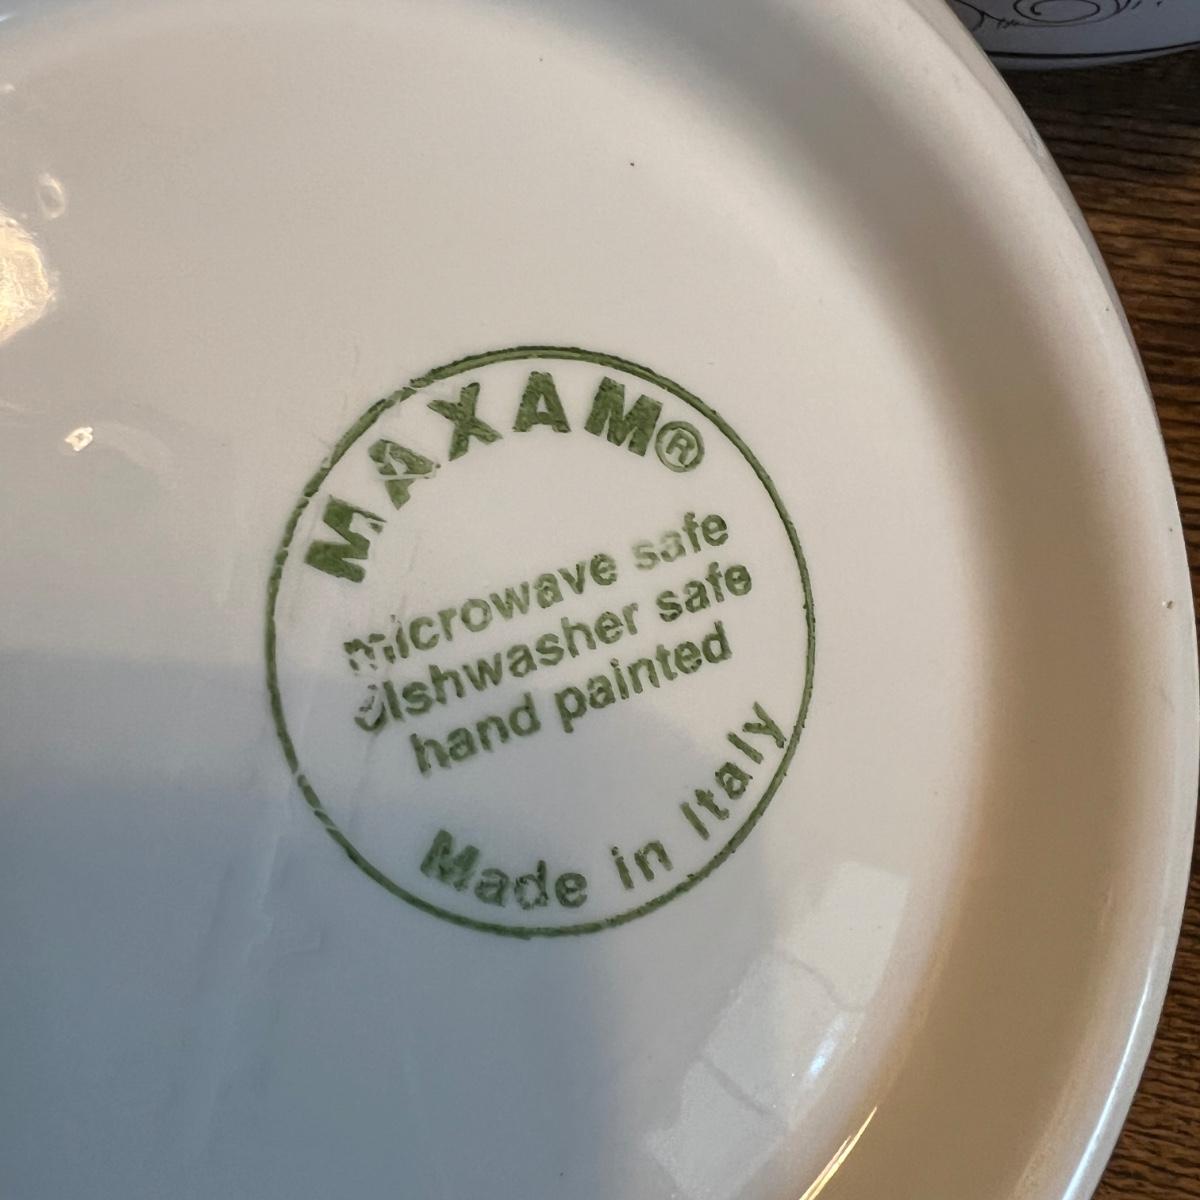 MAXAM®
microwave safe
dishwasher safe
hand painted
Made in Italy